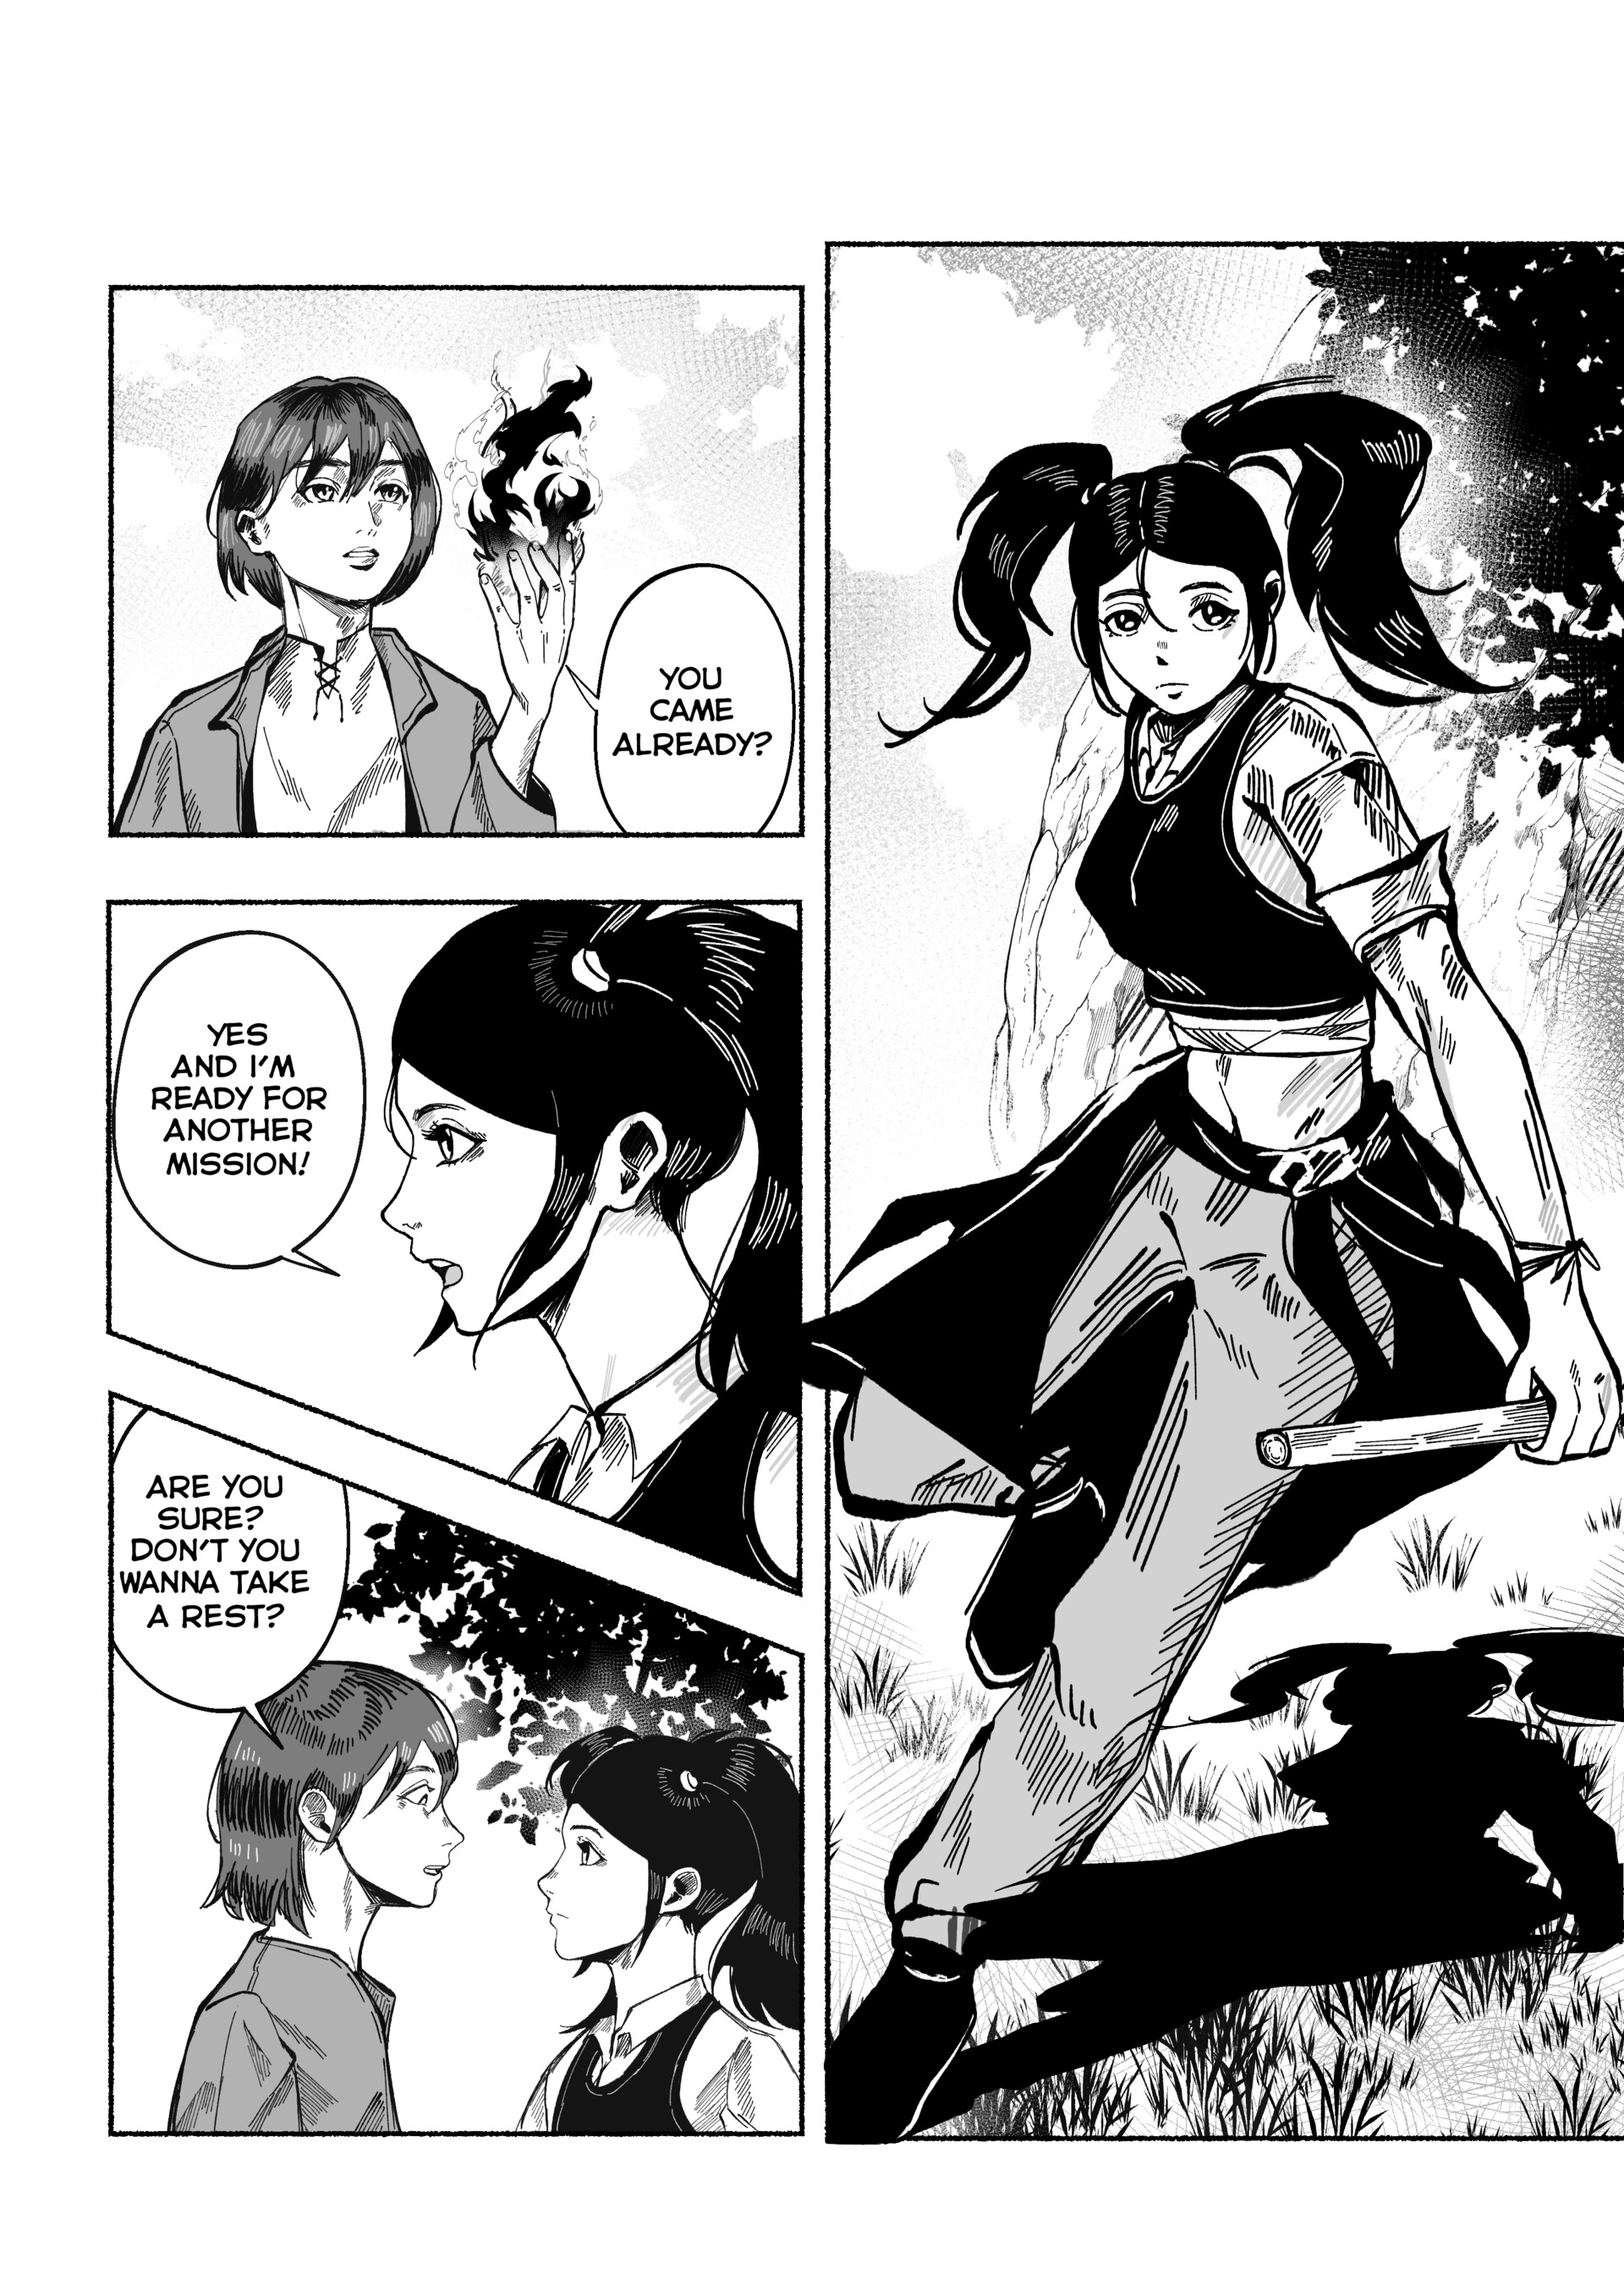 YOU
CAME
ALREADY?
YES
AND I'M
READY FOR
ANOTHER
MISSION!
ARE YOU
SURE?
DON'T YOU
WANNA TAKE
A REST?